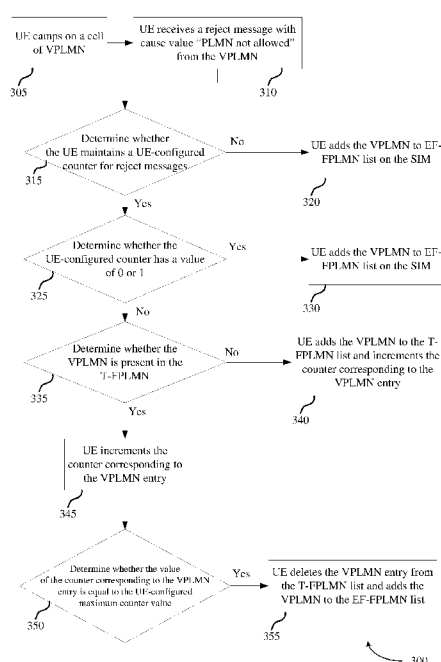 UE camps on a cell
of VPLMN
305
UE receives a reject message with
cause value “PLMN not allowed”
from the VPLMN
310
Determine whether
the UE maintains a UE-configured
counter for reject messages
315
No
UE adds the VPLMN to EF-
FPLMN list on the SIM
320
Yes
Determine whether the
UE-configured counter has a value
of 0 or 1
325
Yes
UE adds the VPLMN to EF-
FPLMN list on the SIM
330
No
Determine whether the
VPLMN is present in the
T-FPLMN
335
No
UE adds the VPLMN to the T-
FPLMN list and increments the
counter corresponding to the
VPLMN entry
340
Yes
UE increments the
counter corresponding to
the VPLMN entry
345
Determine whether the value
of the counter corresponding to the VPLMN
entry is equal to the UE-configured
maximum counter value
350
Yes
UE deletes the VPLMN entry from
the T-FPLMN list and adds the
VPLMN to the EF-FPLMN list
355
300